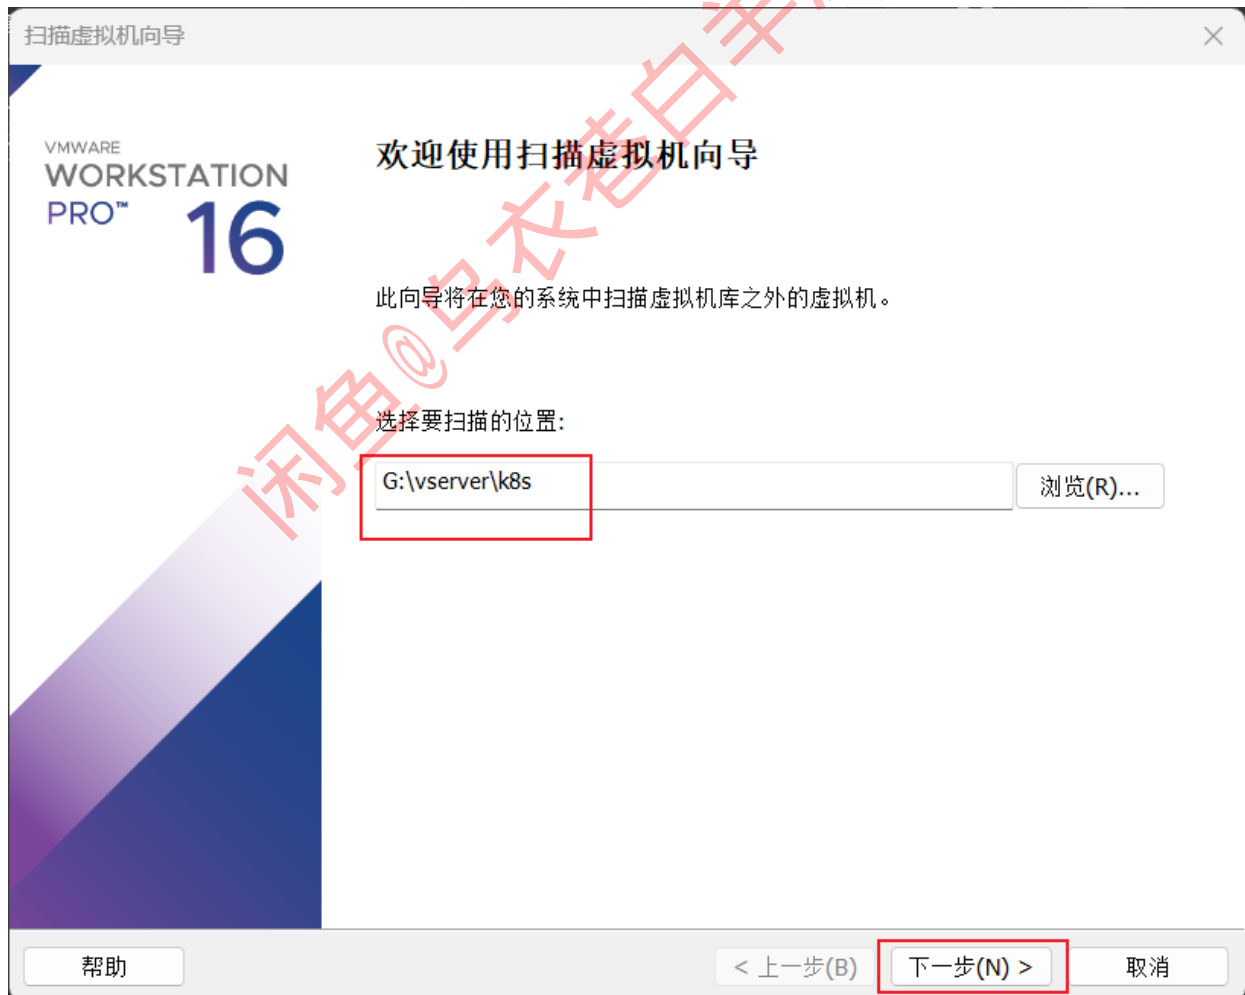 扫描虚拟机向导
VMWARE
WORKSTATION
PRO™ 16
欢迎使用扫描虚拟机向导
此向导将在您的系统中扫描虚拟机库之外的虚拟机。
选择要扫描的位置:
G:\vserver\k8s
浏览(R)...
闲鱼@乌衣巷白羊
帮助
< 上一步(B)
下一步(N) >
取消